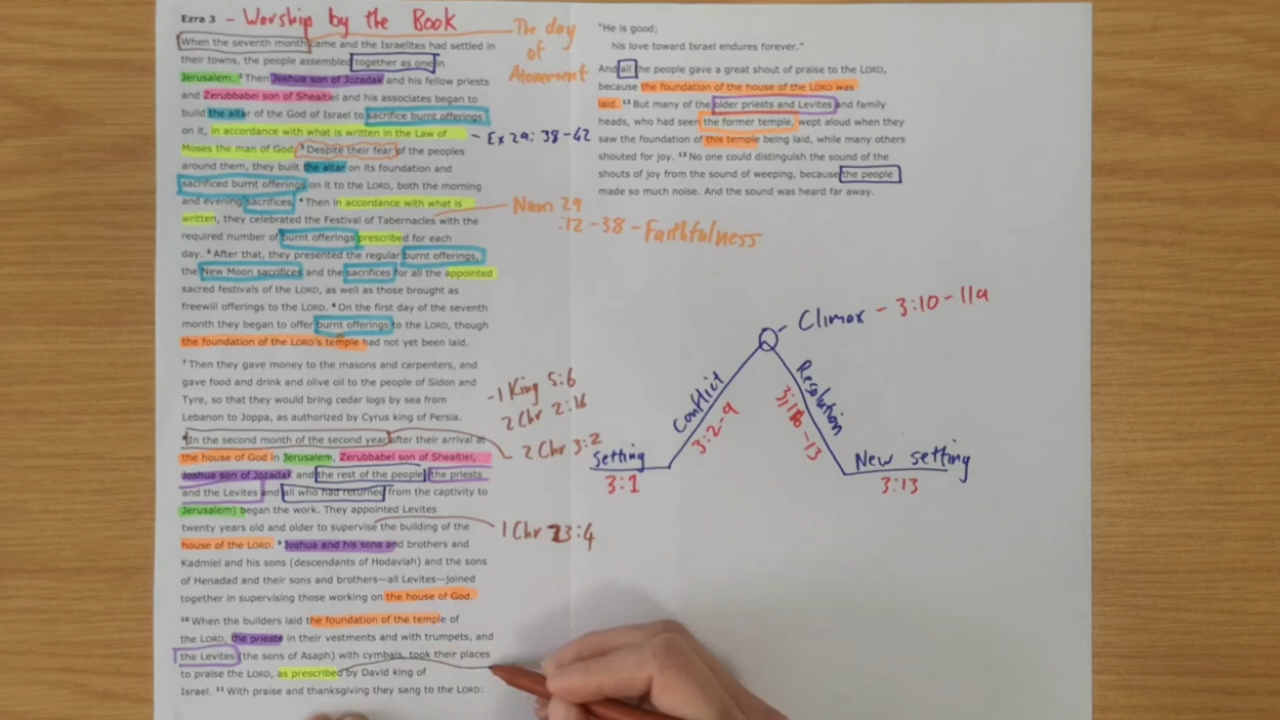 Ezra 3 - Worship by the Book
When the seventh month came and the Israelites had settled in
their towns, the people assembled together as one in
Jerusalem. ² Then Joshua son of Jozadak and his fellow priests
and Zerubbabel son of Shealtiel and his associates began to
build the altar of the God of Israel to sacrifice burnt offerings
on it, in accordance with what is written in the Law of
Moses the man of God. ³ Despite their fear of the peoples
around them, they built the altar on its foundation and
sacrificed burnt offerings on it to the LORD, both the morning
and evening sacrifices. ⁴ Then in accordance with what is
written, they celebrated the Festival of Tabernacles with the
required number of burnt offerings prescribed for each
day. ⁵ After that, they presented the regular burnt offerings,
the New Moon sacrifices and the sacrifices for all the appointed
sacred festivals of the LORD, as well as those brought as
freewill offerings to the LORD. ⁶ On the first day of the seventh
month they began to offer burnt offerings to the LORD, though
the foundation of the LORD's temple had not yet been laid.
⁷ Then they gave money to the masons and carpenters, and
gave food and drink and olive oil to the people of Sidon and
Tyre, so that they would bring cedar logs by sea from
Lebanon to Joppa, as authorized by Cyrus king of Persia.
⁸ In the second month of the second year after their arrival at
the house of God in Jerusalem, Zerubbabel son of Shealtiel,
Joshua son of Jozadak and the rest of the people (the priests
and the Levites and all who had returned from the captivity to
Jerusalem) began the work. They appointed Levites
twenty years old and older to supervise the building of the
house of the LORD. ⁹ Joshua and his sons and brothers and
Kadmiel and his sons (descendants of Hodaviah) and the sons
of Henadad and their sons and brothers—all Levites—joined
together in supervising those working on the house of God.
¹⁰ When the builders laid the foundation of the temple of
the LORD, the priests in their vestments and with trumpets, and
the Levites (the sons of Asaph) with cymbals, took their places
to praise the LORD, as prescribed by David king of
Israel. ¹¹ With praise and thanksgiving they sang to the LORD:
The day
of
Atonement
- Ex 29: 38-42
Num 29
:12-38 - Faithfulness
- 1 King 5:6
2 Chr 2:16
2 Chr 3:2
1 Chr 23:4
"He is good;
his love toward Israel endures forever."
And all the people gave a great shout of praise to the LORD,
because the foundation of the house of the LORD was
laid. ¹² But many of the older priests and Levites and family
heads, who had seen the former temple, wept aloud when they
saw the foundation of this temple being laid, while many others
shouted for joy. ¹³ No one could distinguish the sound of the
shouts of joy from the sound of weeping, because the people
made so much noise. And the sound was heard far away.
Climax - 3:10-11a
Conflict
3:2-9
Resolution
3:11b-13
Setting
3:1
New setting
3:13